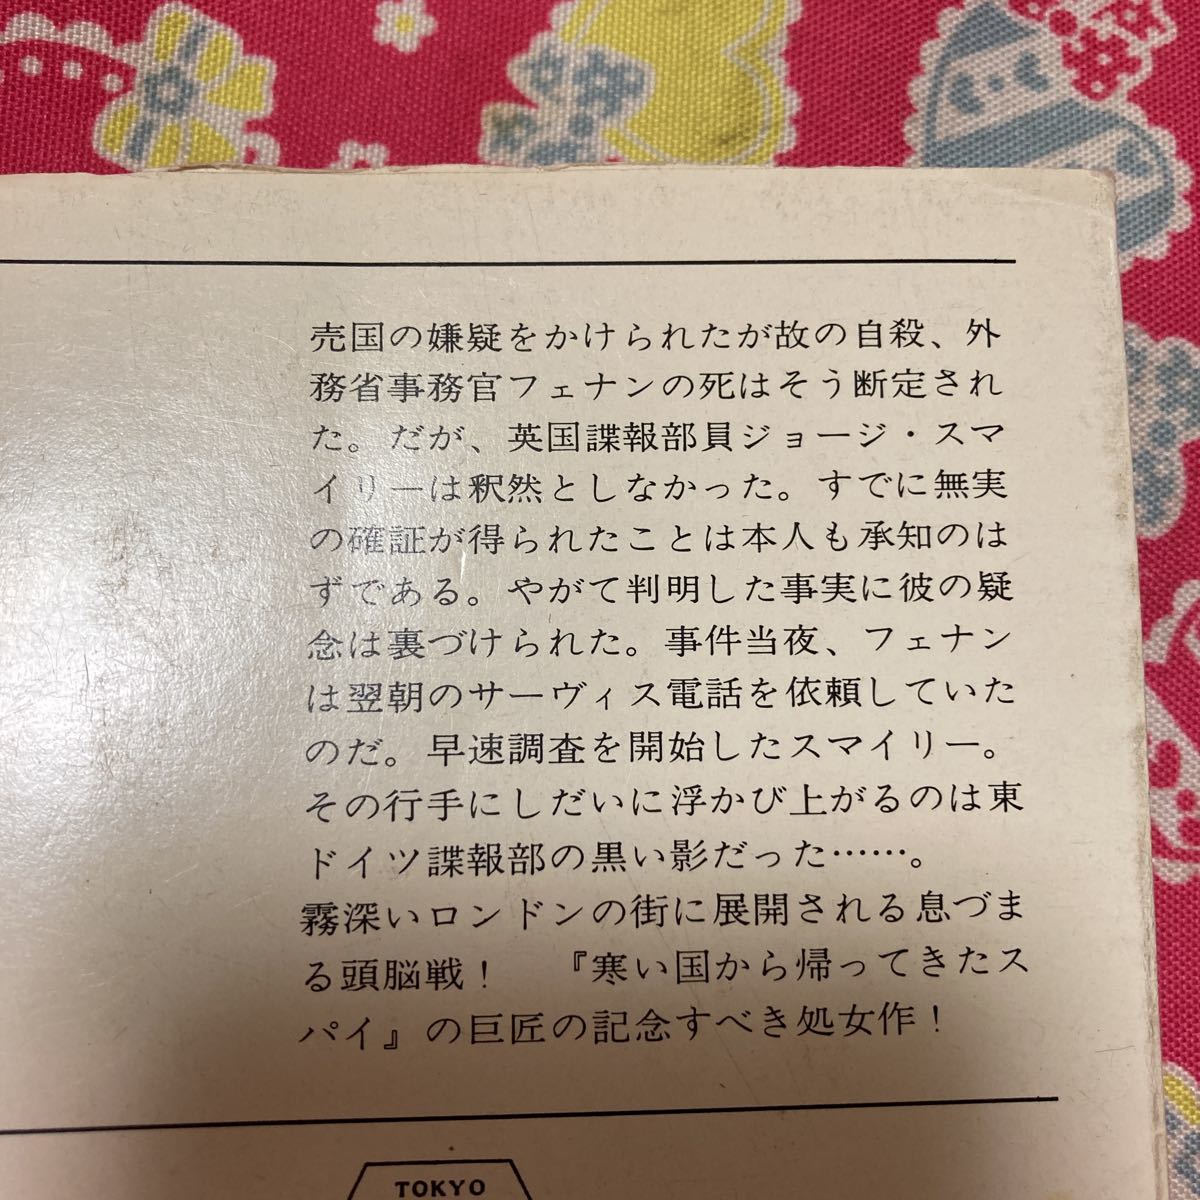 売国の嫌疑をかけられたが故の自殺、外
務省事務官フェナンの死はそう断定され
た。だが、英国諜報部員ジョージ・スマ
イリーは釈然としなかった。すでに無実
の確証が得られたことは本人も承知のは
ずである。やがて判明した事実に彼の疑
念は裏づけられた。事件当夜、フェナン
は翌朝のサーヴィス電話を依頼していた
のだ。早速調査を開始したスマイリー。
その行手にしだいに浮かび上がるのは東
ドイツ諜報部の黒い影だった……。
霧深いロンドンの街に展開される息づま
る頭脳戦！　『寒い国から帰ってきたス
パイ』の巨匠の記念すべき処女作！
TOKYO